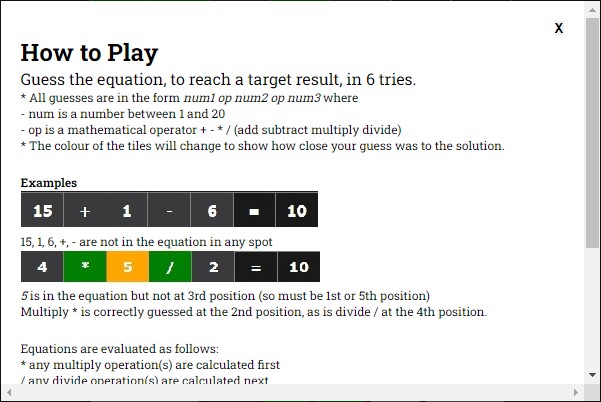 X
How to Play
Guess the equation, to reach a target result, in 6 tries.
* All guesses are in the form num1 op num2 op num3 where
- num is a number between 1 and 20
- op is a mathematical operator + - * / (add subtract multiply divide)
* The colour of the tiles will change to show how close your guess was to the solution.
Examples
15 + 1 - 6 = 10
15, 1, 6, +, - are not in the equation in any spot
4 * 5 / 2 = 10
5 is in the equation but not at 3rd position (so must be 1st or 5th position)
Multiply * is correctly guessed at the 2nd position, as is divide / at the 4th position.
Equations are evaluated as follows:
* any multiply operation(s) are calculated first
/ any divide operation(s) are calculated next